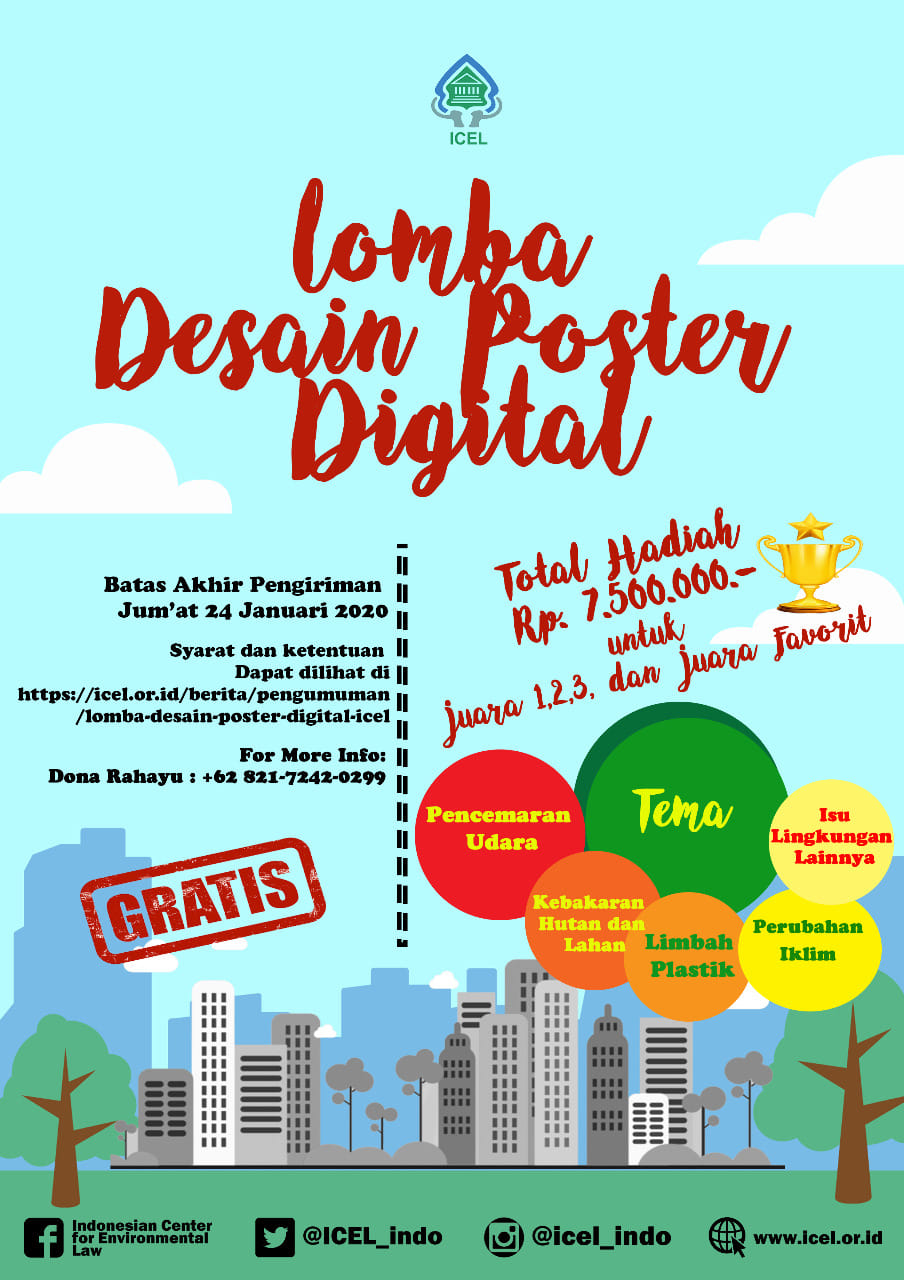 ICEL
lomba
Desain Poster
Digital
Batas Akhir Pengiriman
Jum'at 24 Januari 2020
Syarat dan ketentuan
Dapat dilihat di
https://icel.or.id/berita/pengumuman
/lomba-desain-poster-digital-icel
For More Info:
Dona Rahayu : +62 821-7242-0299
GRATIS
Total Hadiah
Rp. 7.500.000.-
untuk
juara 1,2,3, dan juara Favorit
Tema
Pencemaran
Udara
Kebakaran
Hutan dan
Lahan
Limbah
Plastik
Perubahan
Iklim
Isu
Lingkungan
Lainnya
Indonesian Center
for Environmental
Law
@ICEL_indo
@icel_indo
www.icel.or.id